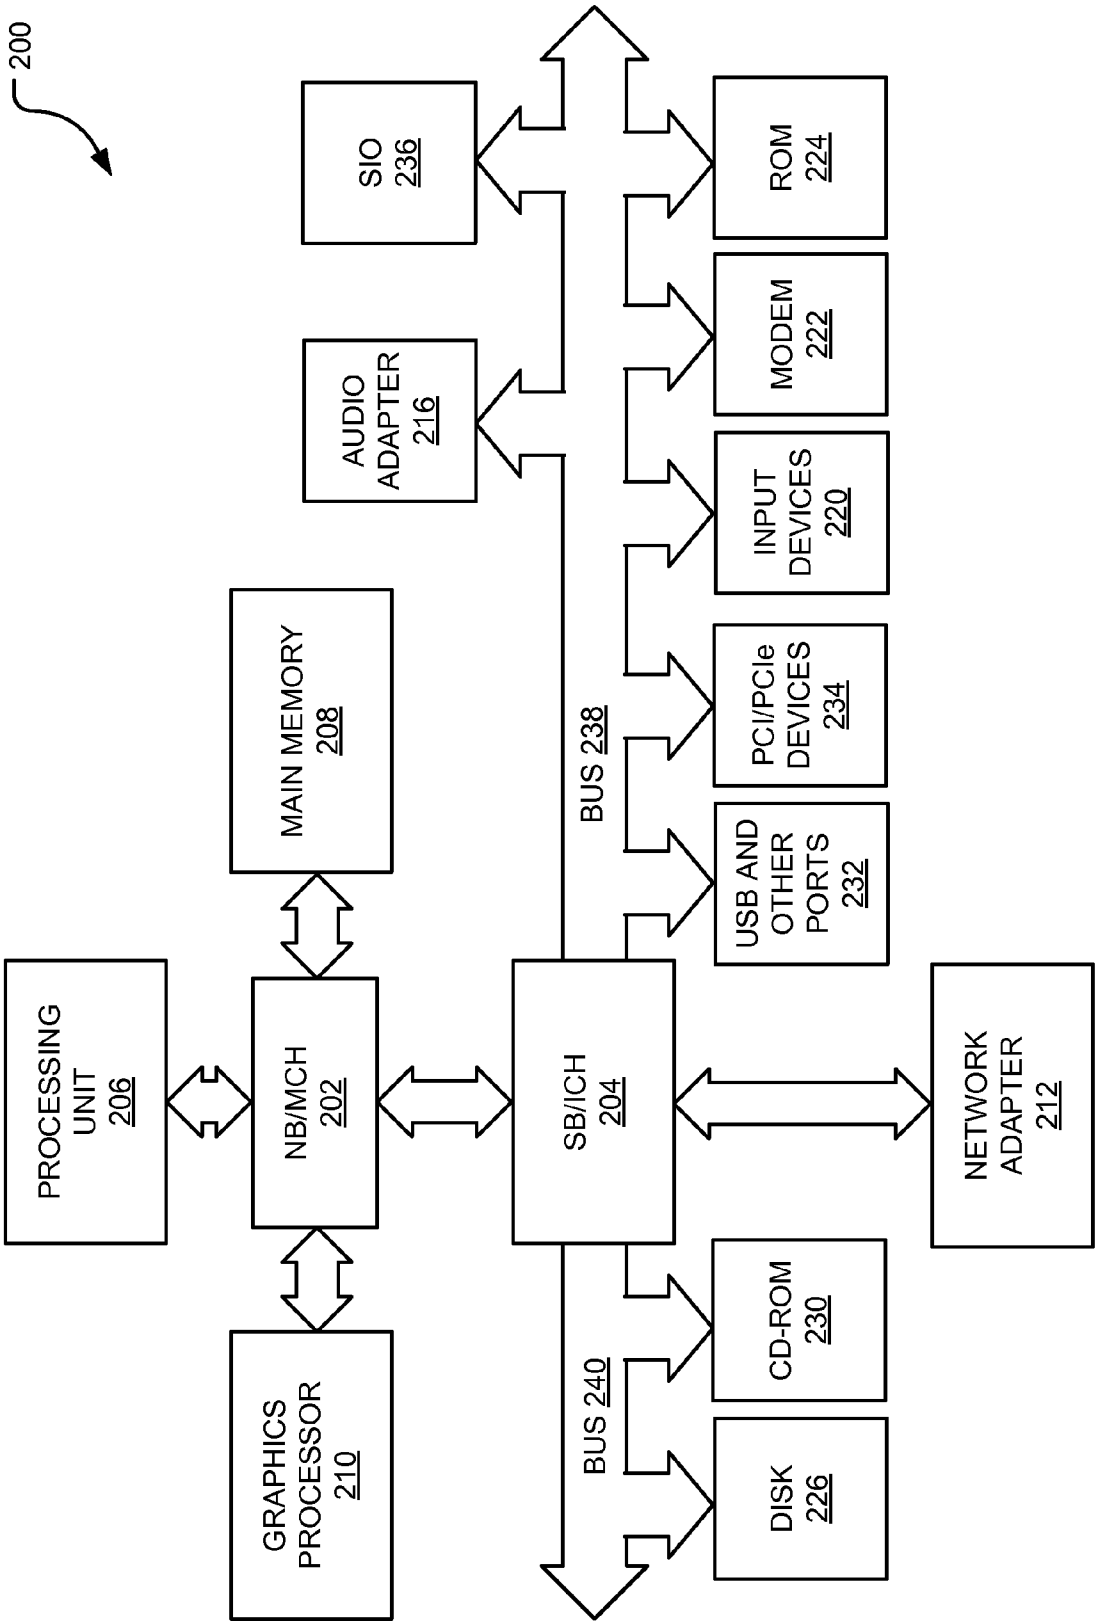 200
PROCESSING
UNIT
206
GRAPHICS
PROCESSOR
210
NB/MCH
202
MAIN MEMORY
208
AUDIO
ADAPTER
216
SIO
236
BUS 240
SB/ICH
204
BUS 238
DISK
226
CD-ROM
230
USB AND
OTHER
PORTS
232
PCI/PCIe
DEVICES
234
INPUT
DEVICES
220
MODEM
222
ROM
224
NETWORK
ADAPTER
212